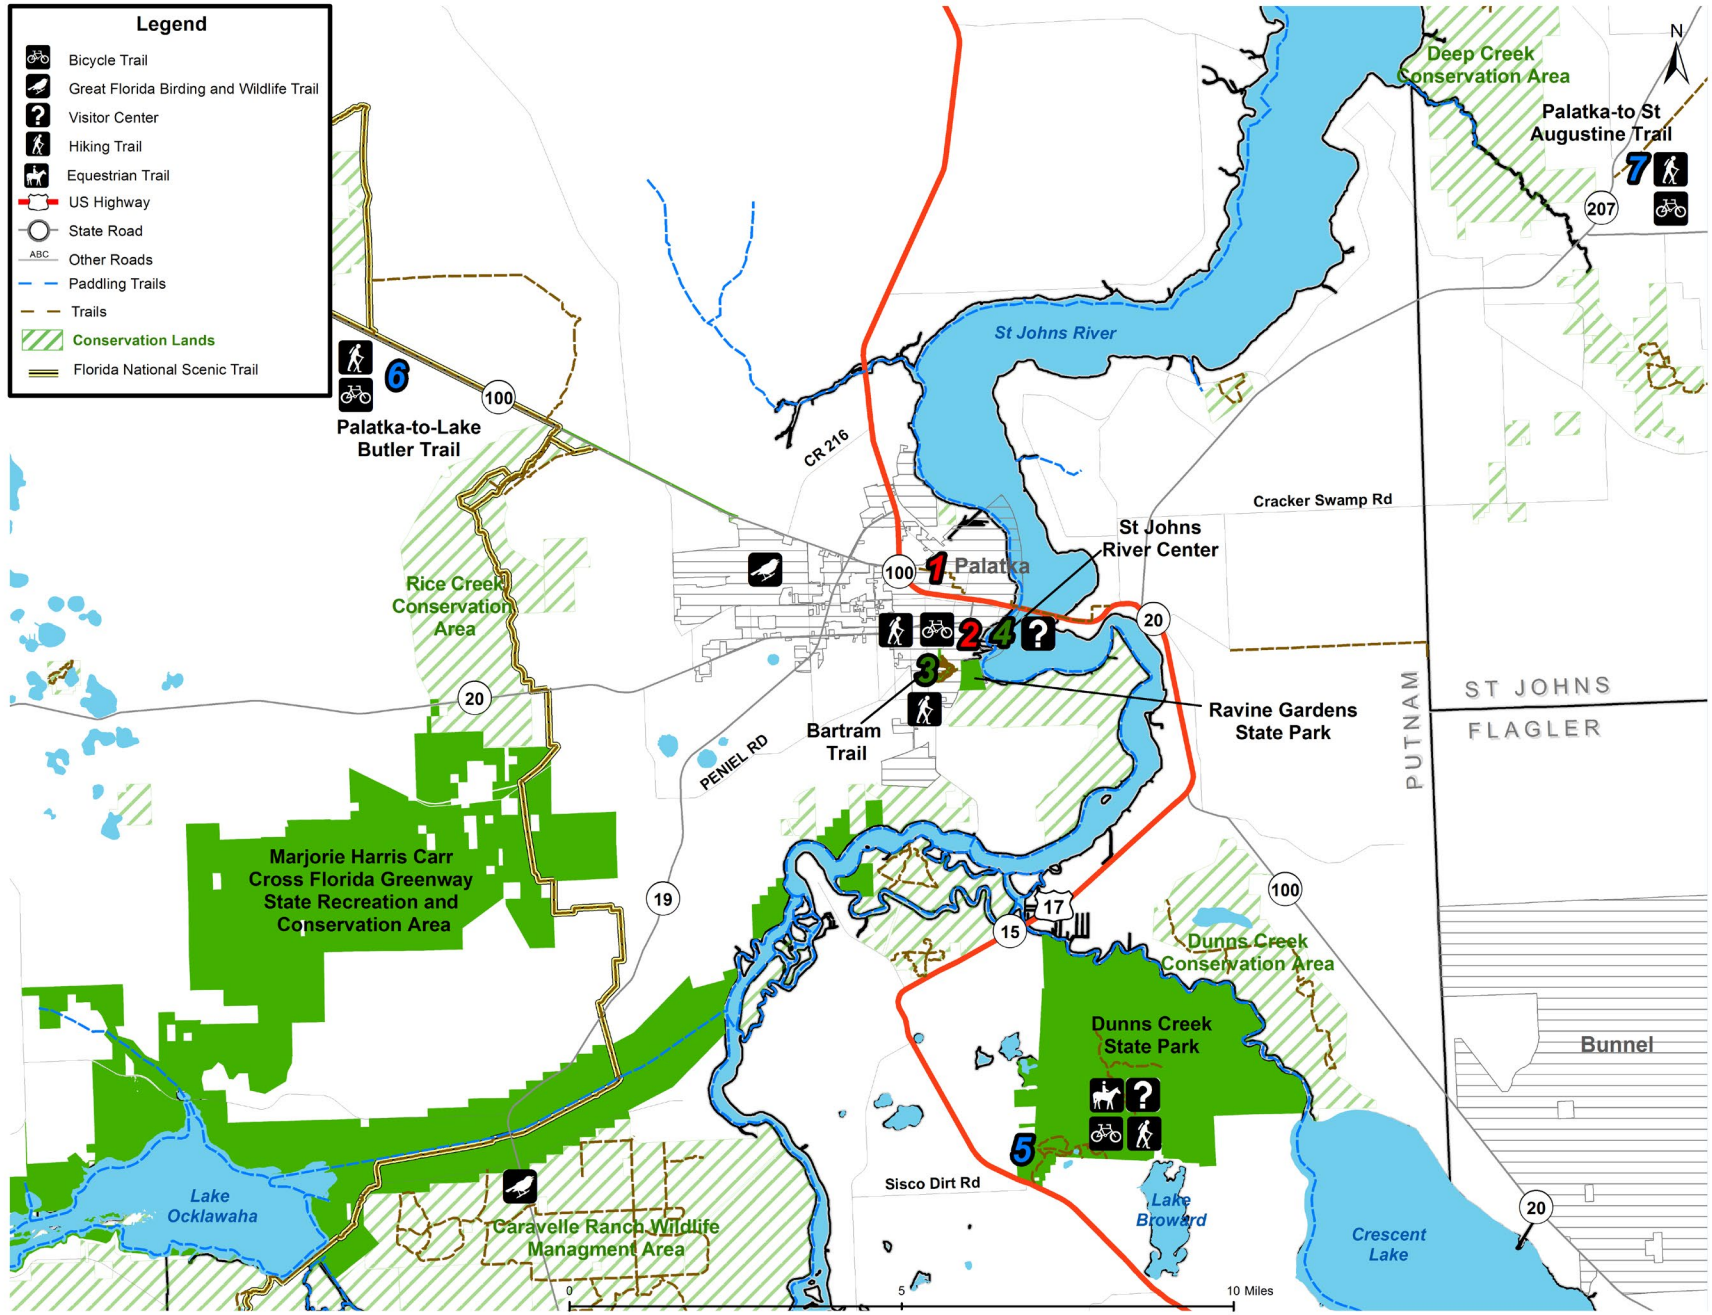 Legend
Bicycle Trail
Great Florida Birding and Wildlife Trail
?
Visitor Center
Hiking Trail
Equestrian Trail
US Highway
State Road
ABC
Other Roads
Paddling Trails
Trails
Conservation Lands
Florida National Scenic Trail
N
Deep Creek
Conservation Area
Palatka-to St
Augustine Trail
7
207
St Johns River
6
100
Palatka-to-Lake
Butler Trail
CR 216
Cracker Swamp Rd
St Johns
River Center
100
1
Palatka
Rice Creek
Conservation
Area
20
2
4
?
3
20
Bartram
Trail
Ravine Gardens
State Park
PENIEL RD
PUTNAM
ST JOHNS
FLAGLER
Marjorie Harris Carr
Cross Florida Greenway
State Recreation and
Conservation Area
19
17
15
100
Dunns Creek
Conservation Area
Dunns Creek
State Park
?
5
Bunnel
Sisco Dirt Rd
Lake
Broward
Lake
Ocklawaha
Caravelle Ranch Wildlife
Managment Area
Crescent
Lake
20
0
5
10 Miles